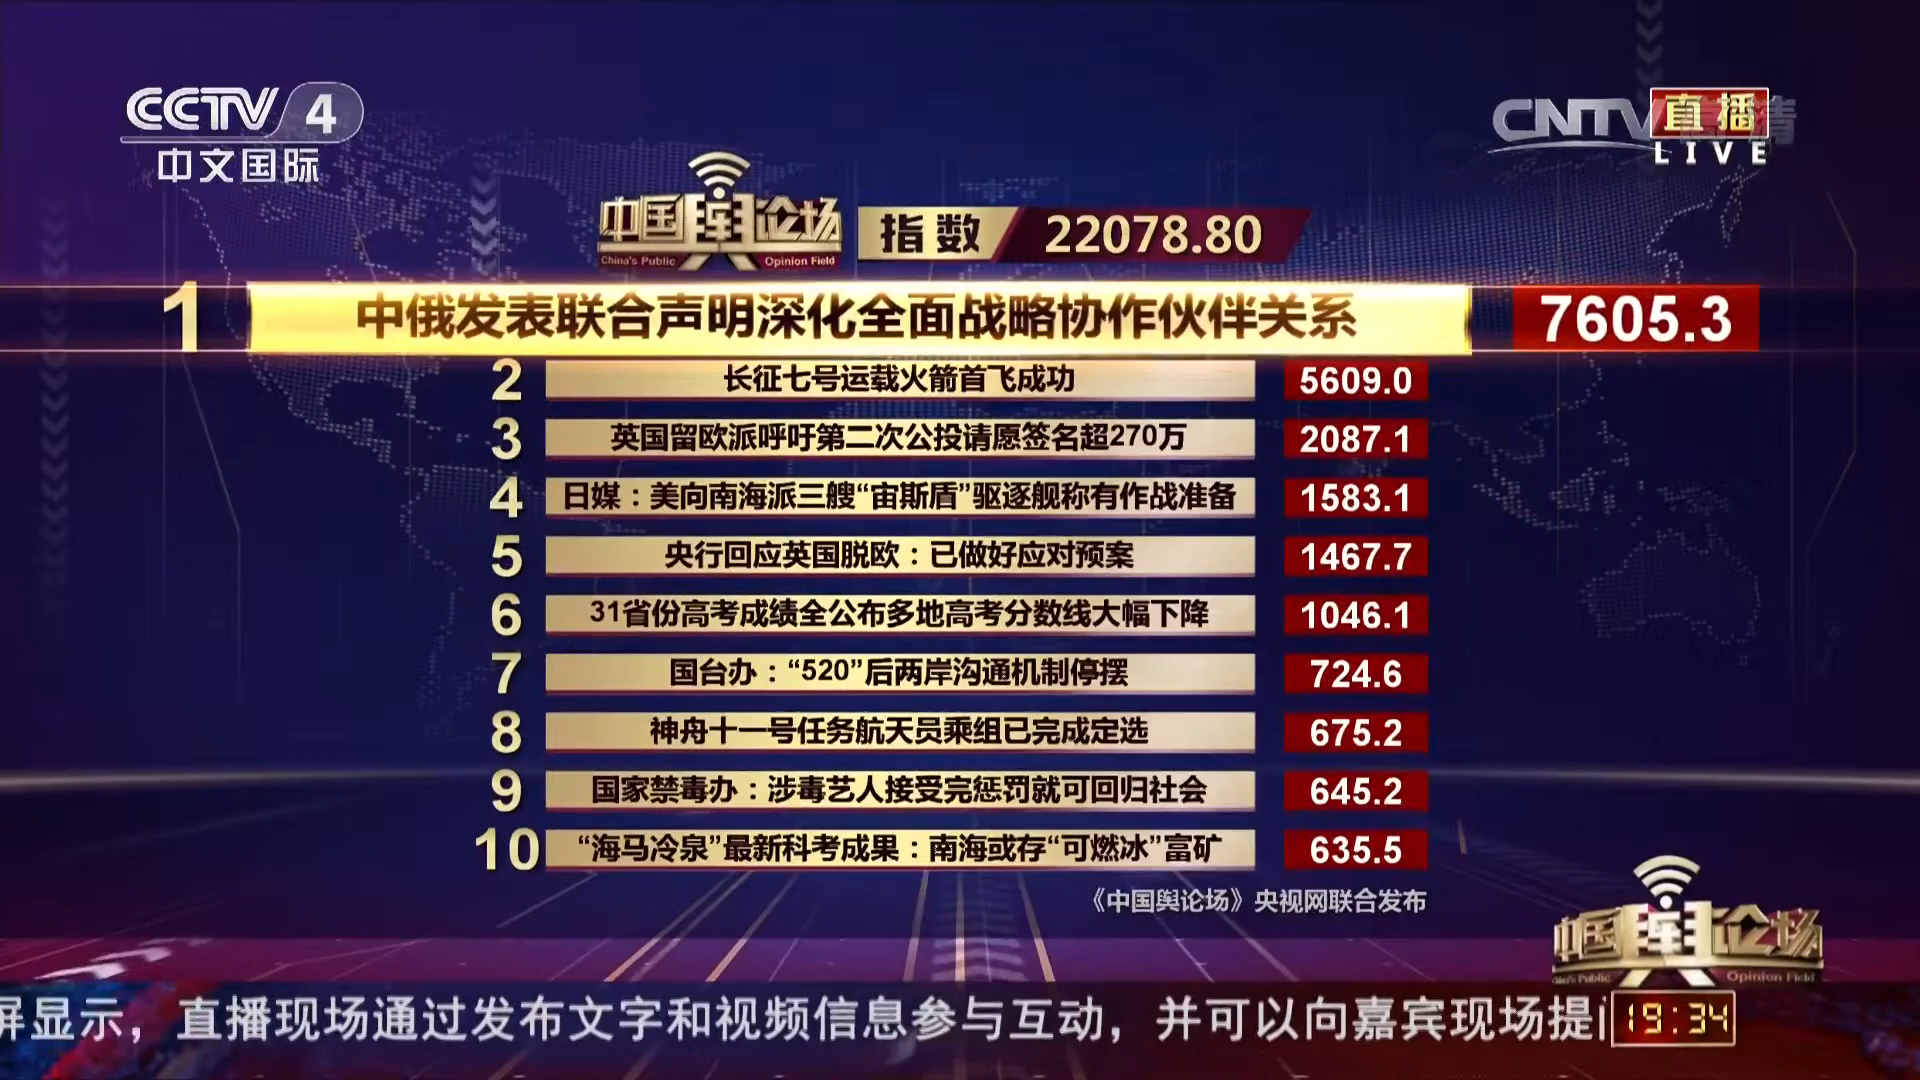 CCTV 4
中文国际
CNTV
直播
LIVE
中国舆论场
China's Public Opinion Field
指数 22078.80
1 中俄发表联合声明深化全面战略协作伙伴关系 7605.3
2 长征七号运载火箭首飞成功 5609.0
3 英国留欧派呼吁第二次公投请愿签名超270万 2087.1
4 日媒：美向南海派三艘“宙斯盾”驱逐舰称有作战准备 1583.1
5 央行回应英国脱欧：已做好应对预案 1467.7
6 31省份高考成绩全公布多地高考分数线大幅下降 1046.1
7 国台办：“520”后两岸沟通机制停摆 724.6
8 神舟十一号任务航天员乘组已完成定选 675.2
9 国家禁毒办：涉毒艺人接受完惩罚就可回归社会 645.2
10 “海马冷泉”最新科考成果：南海或存“可燃冰”富矿 635.5
《中国舆论场》央视网联合发布
中国舆论场
China's Public Opinion Field
屏显示，直播现场通过发布文字和视频信息参与互动，并可以向嘉宾现场提
19:34